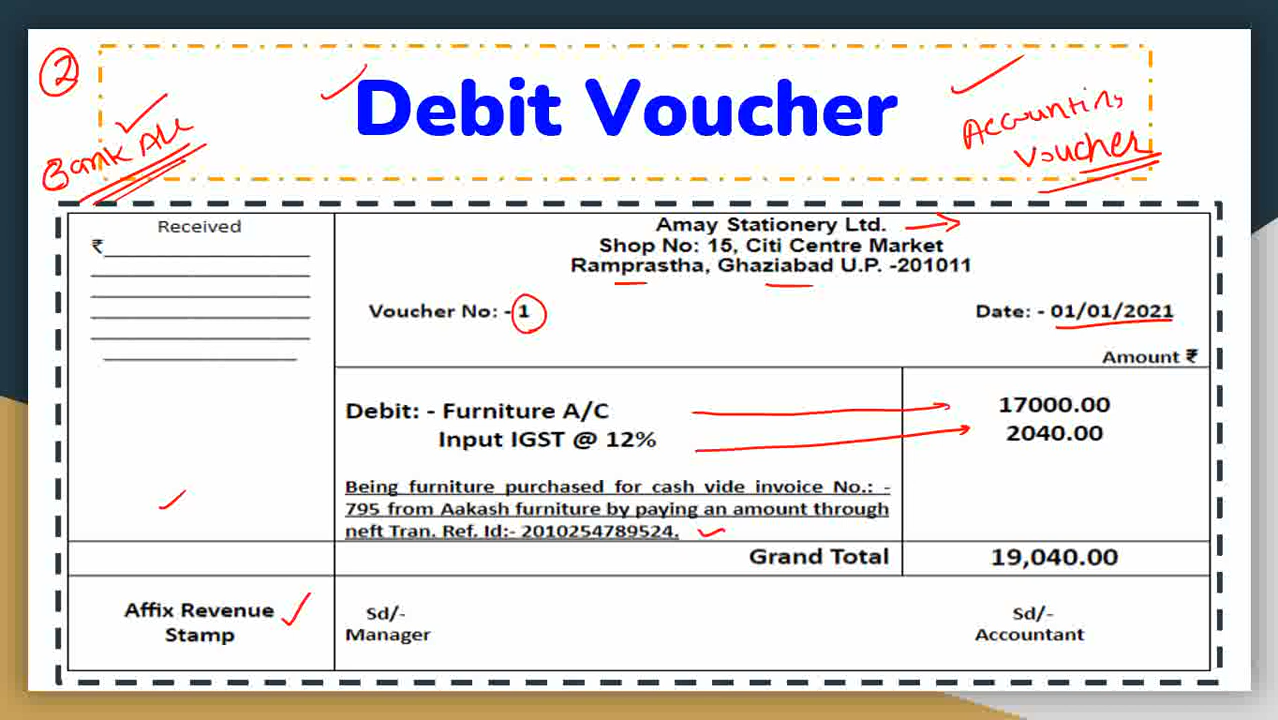 ②
Debit Voucher
Bank A/c
Accounting
Voucher
Received
₹
Amay Stationery Ltd.
Shop No: 15, Citi Centre Market
Ramprastha, Ghaziabad U.P. -201011
Voucher No: - 1
Date: - 01/01/2021
Amount ₹
Debit: - Furniture A/C 17000.00
Input IGST @ 12% 2040.00
Being furniture purchased for cash vide invoice No.: -
795 from Aakash furniture by paying an amount through
neft Tran. Ref. Id:- 2010254789524.
Grand Total 19,040.00
Affix Revenue
Stamp
Sd/-
Manager
Sd/-
Accountant